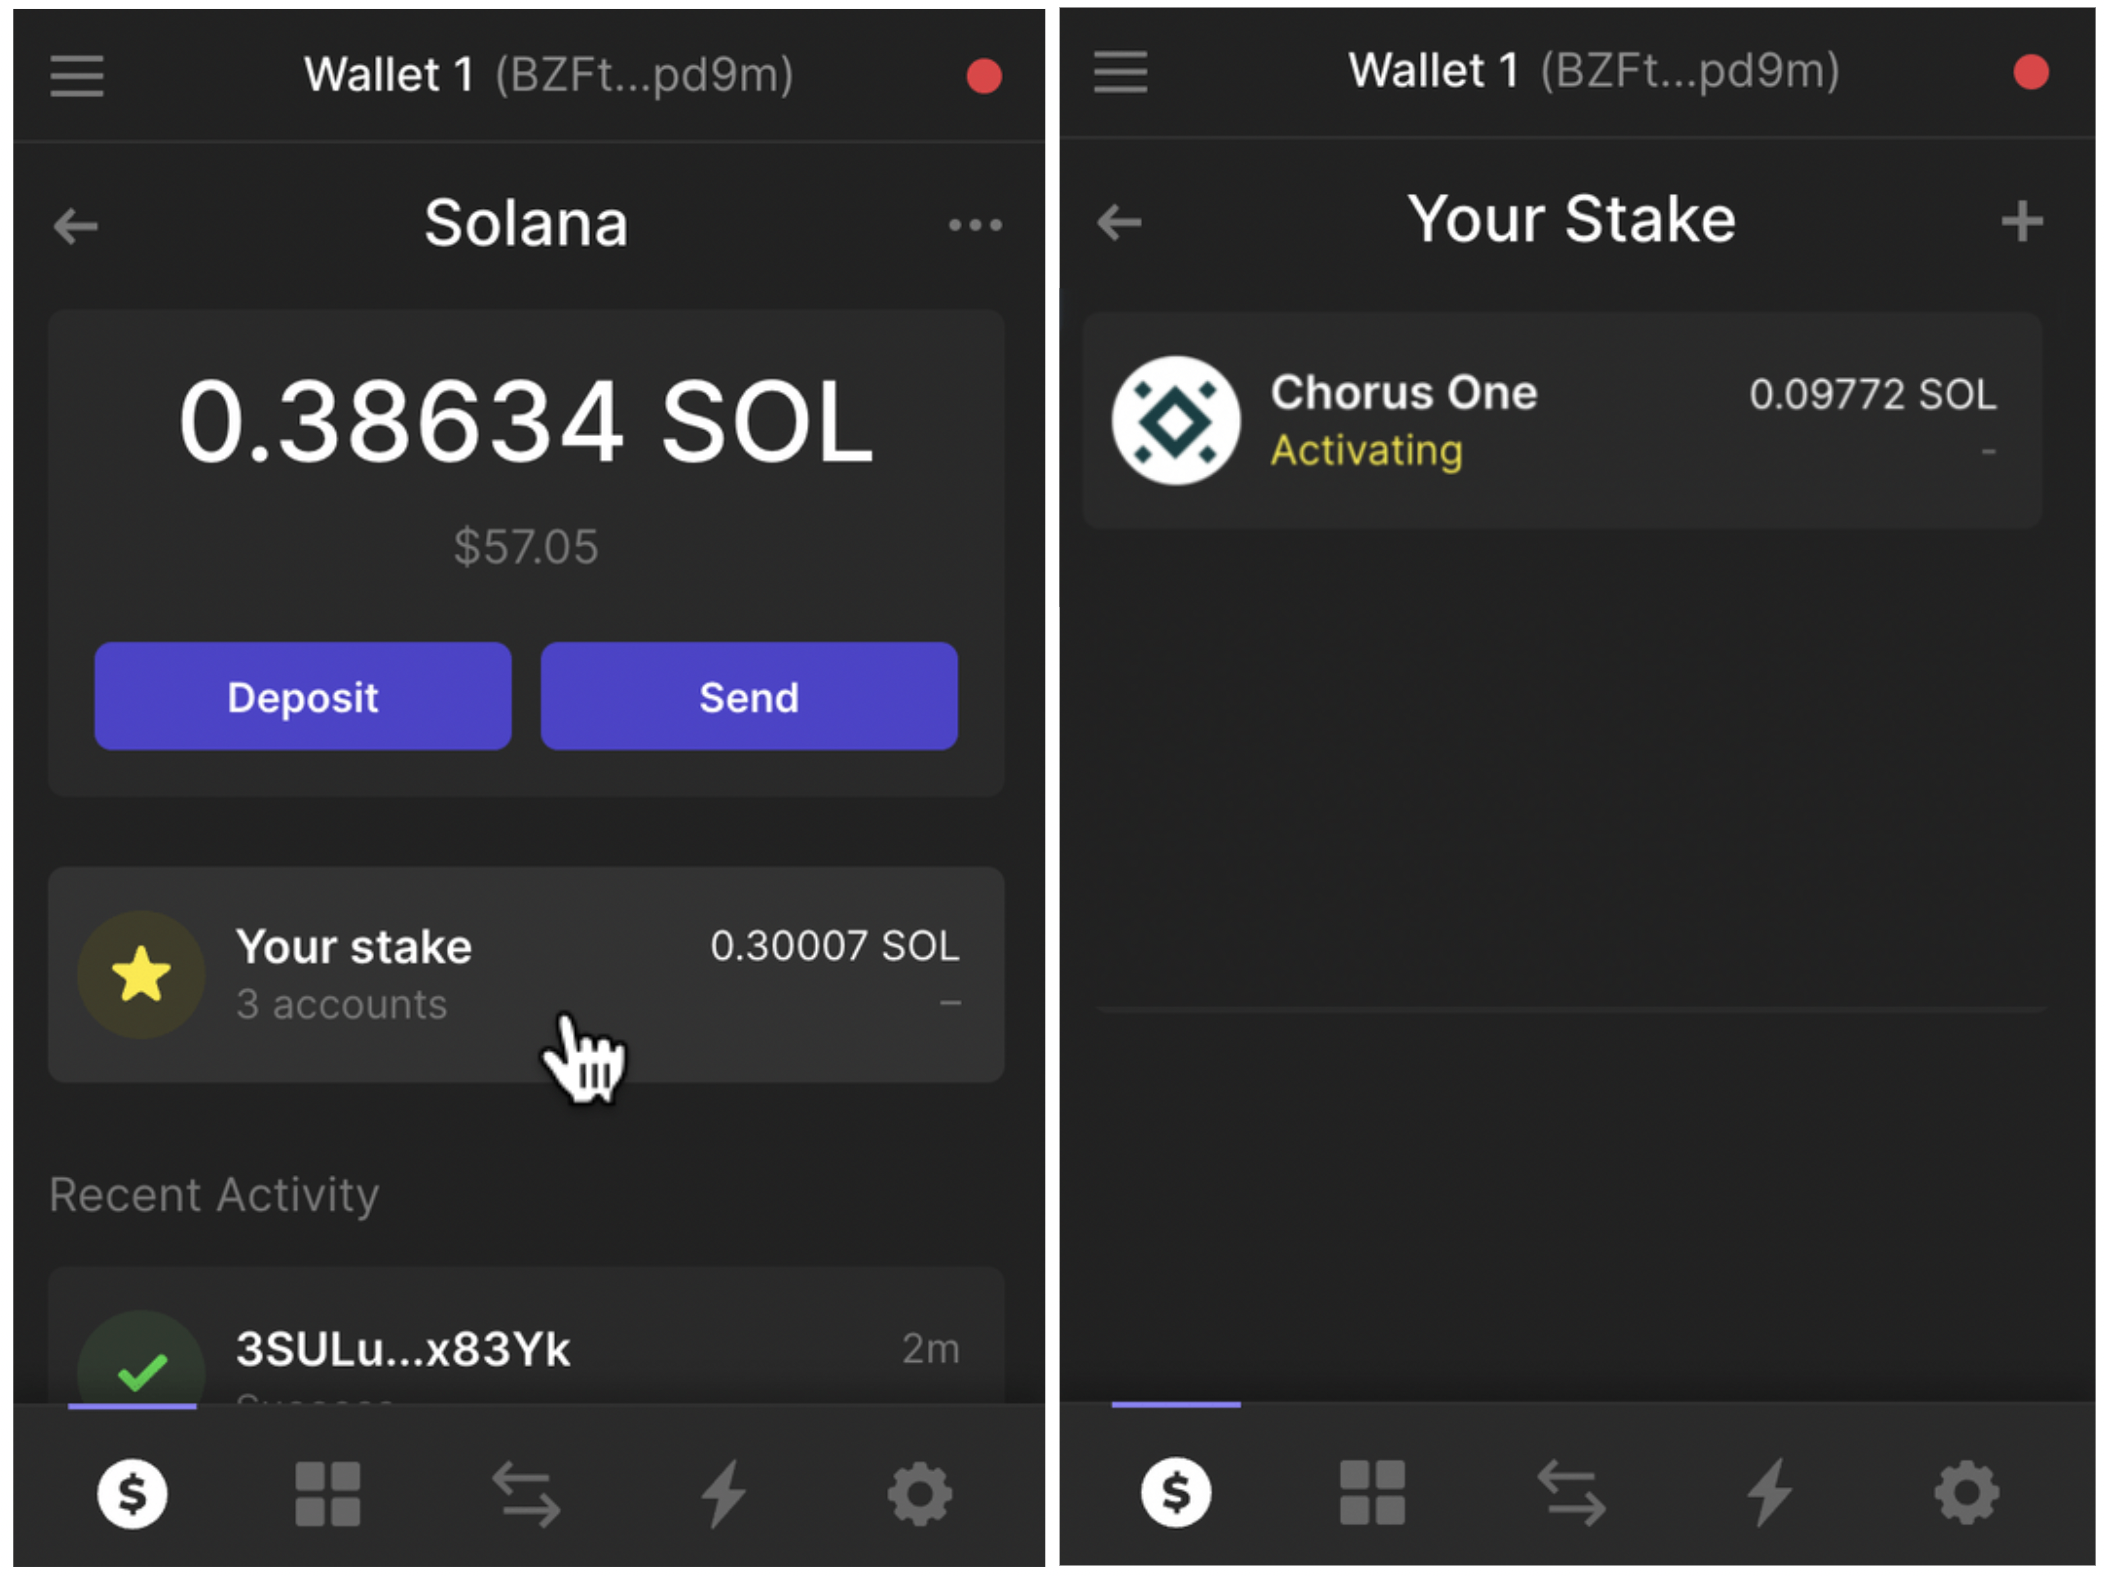 Wallet 1 (BZFt...pd9m)
Solana
0.38634 SOL
$57.05
Deposit Send
Your stake 0.30007 SOL
3 accounts –
Recent Activity
3SULu...x83Yk 2m
Wallet 1 (BZFt...pd9m)
Your Stake
Chorus One 0.09772 SOL
Activating -